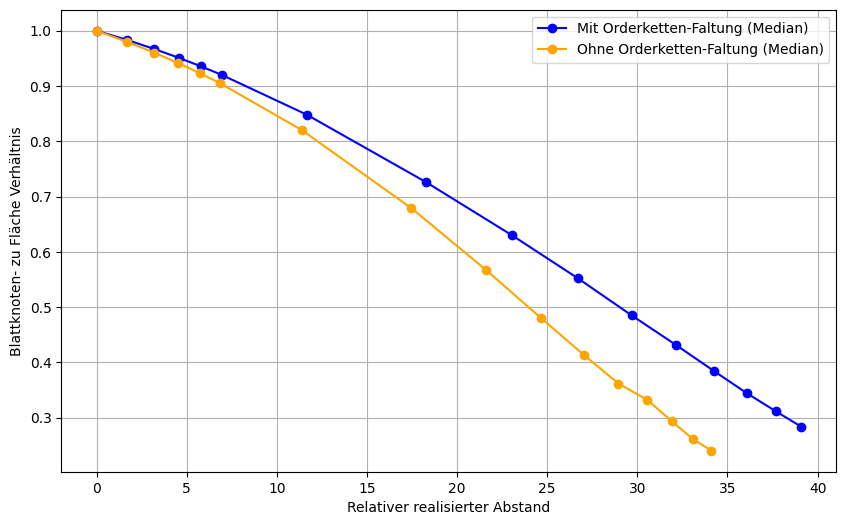 Mit Orderketten-Faltung (Median)
Ohne Orderketten-Faltung (Median)
Blattknoten- zu Fläche Verhältnis
1.0
0.9
0.8
0.7
0.6
0.5
0.4
0.3
0 5 10 15 20 25 30 35 40
Relativer realisierter Abstand